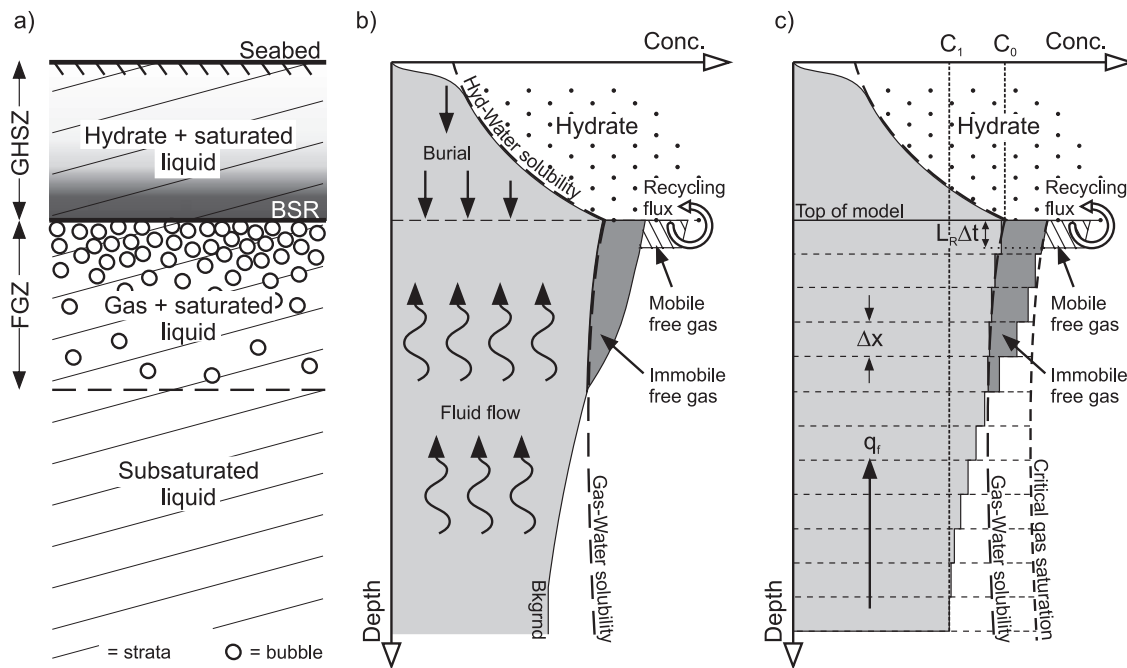 a)
Seabed
GHSZ
Hydrate + saturated
liquid
BSR
FGZ
Gas + saturated
liquid
Subsaturated
liquid
= strata
= bubble
b)
Conc.
Hyd-Water solubility
Hydrate
Burial
Recycling
flux
Mobile
free gas
Immobile
free gas
Fluid flow
Gas-Water solubility
Bkgrnd
Depth
c)
C1
C0
Conc.
Hydrate
Top of model
Recycling
flux
LRΔt
Mobile
free gas
Δx
Immobile
free gas
qf
Gas-Water solubility
Critical gas saturation
Depth